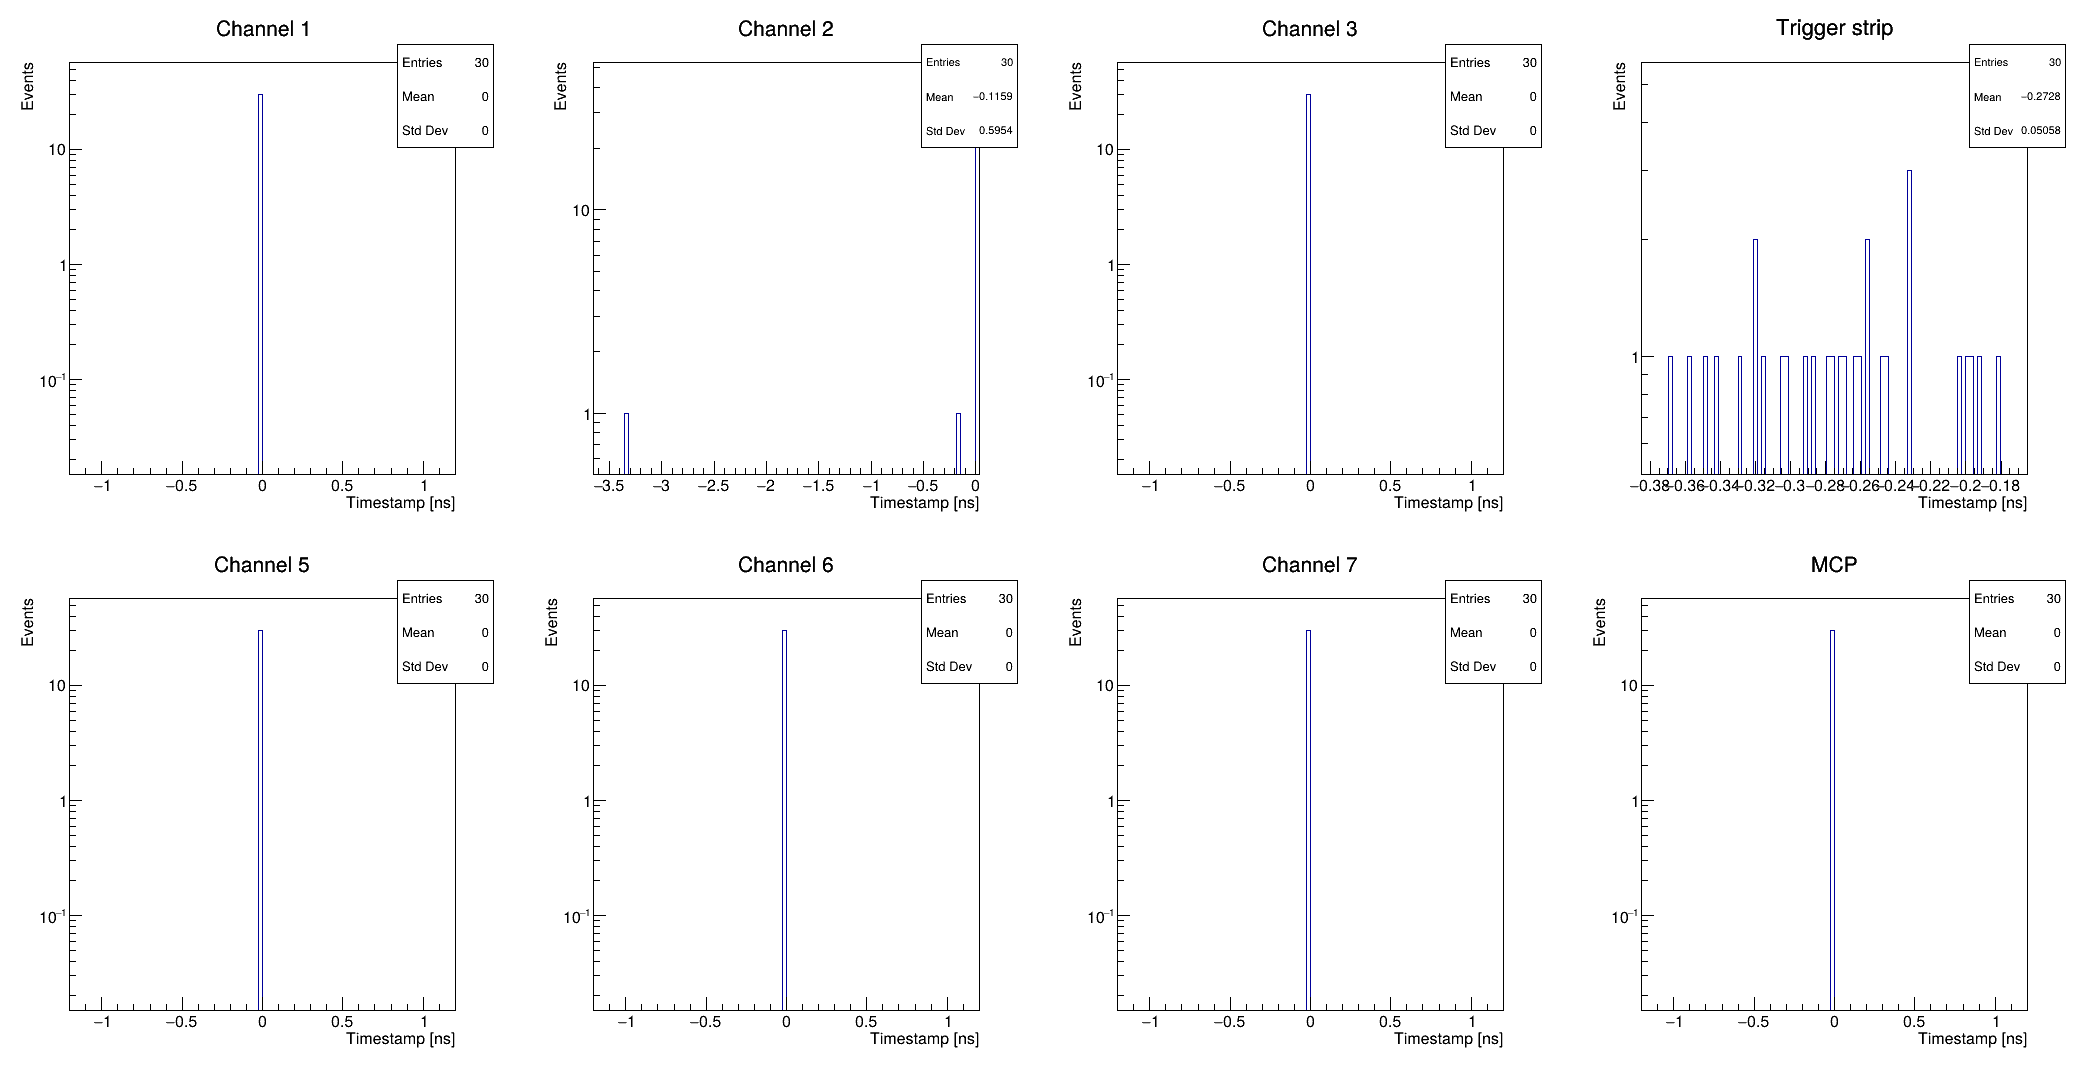 Channel 1
Events
Entries 30
Mean 0
Std Dev 0
10
1
10⁻¹
−1 −0.5 0 0.5 1
Timestamp [ns]
Channel 2
Events
Entries 30
Mean −0.1159
Std Dev 0.5954
10
1
−3.5 −3 −2.5 −2 −1.5 −1 −0.5 0
Timestamp [ns]
Channel 3
Events
Entries 30
Mean 0
Std Dev 0
10
1
10⁻¹
−1 −0.5 0 0.5 1
Timestamp [ns]
Trigger strip
Events
Entries 30
Mean −0.2728
Std Dev 0.05058
1
−0.38 −0.36 −0.34 −0.32 −0.3 −0.28 −0.26 −0.24 −0.22 −0.2 −0.18
Timestamp [ns]
Channel 5
Events
Entries 30
Mean 0
Std Dev 0
10
1
10⁻¹
−1 −0.5 0 0.5 1
Timestamp [ns]
Channel 6
Events
Entries 30
Mean 0
Std Dev 0
10
1
10⁻¹
−1 −0.5 0 0.5 1
Timestamp [ns]
Channel 7
Events
Entries 30
Mean 0
Std Dev 0
10
1
10⁻¹
−1 −0.5 0 0.5 1
Timestamp [ns]
MCP
Events
Entries 30
Mean 0
Std Dev 0
10
1
10⁻¹
−1 −0.5 0 0.5 1
Timestamp [ns]